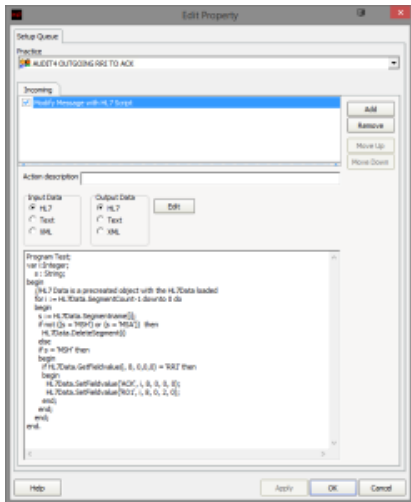 Edit Property
Setup Queue
Practice
AUDIT4 OUTGOING RRI TO ACK
Incoming
Modify Message with HL7 Script
Add
Remove
Move Up
Move Down
Action description
Input Data
Output Data
HL7
HL7
Edit
Text
Text
XML
XML
Program Test;
var i:Integer;
s : String;
begin
//HL7 Data is a precreated object with the HL7Data loaded
for i := HL7Data.SegmentCount-1 downto 0 do
begin
s := HL7Data.Segmentname[i];
if not ((s = 'MSH') or (s = 'MSA')) then
HL7Data.DeleteSegment(i)
else
if s = 'MSH' then
begin
if HL7Data.GetFieldvalue(i, 8, 0,0,0) = 'RRI' then
begin
HL7Data.SetFieldvalue('ACK', i, 8, 0, 0, 0);
HL7Data.SetFieldvalue('R01', i, 8, 0, 2, 0);
end;
end;
end;
end.
Help
Apply
OK
Cancel